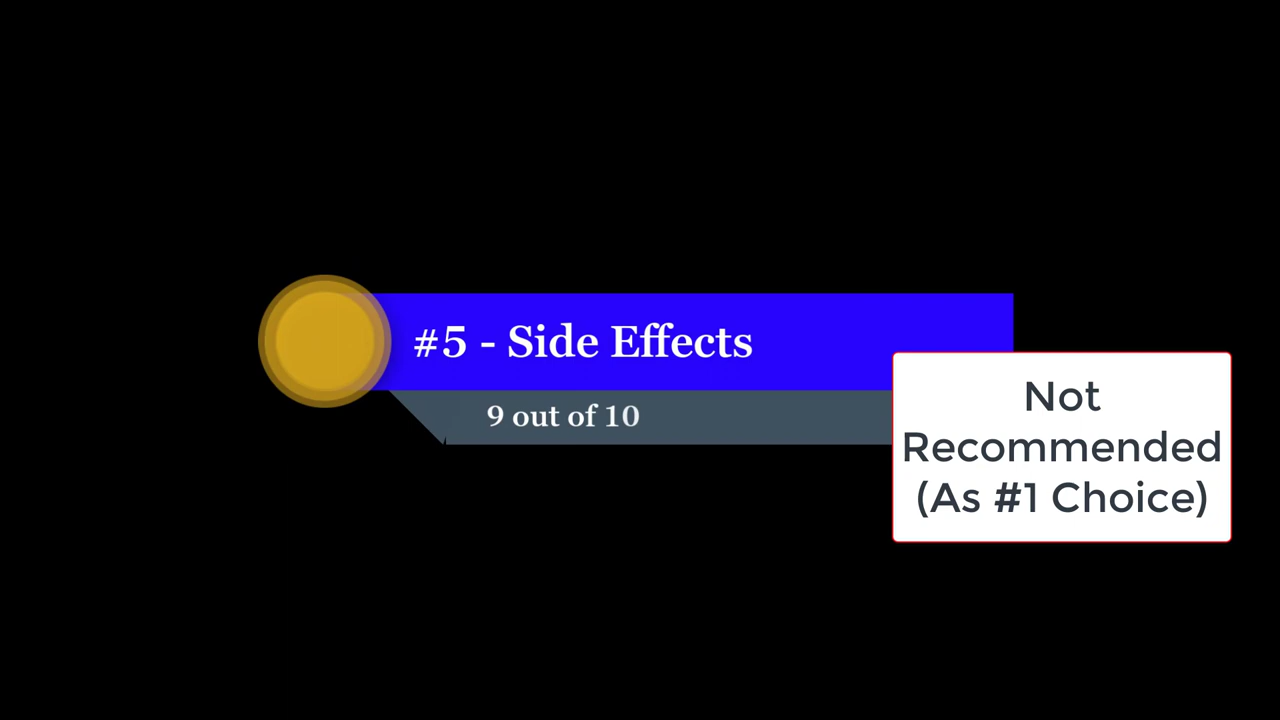 #5 - Side Effects
9 out of 10
Not
Recommended
(As #1 Choice)